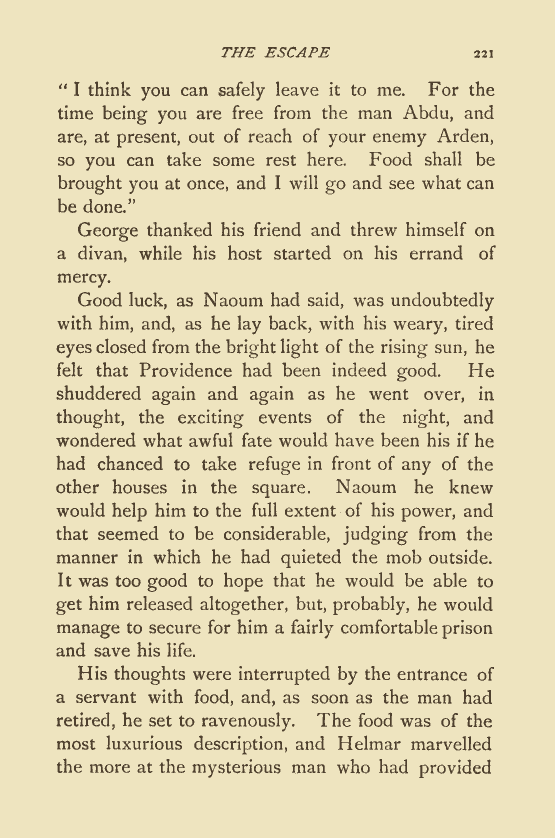 THE ESCAPE 221
“I think you can safely leave it to me. For the
time being you are free from the man Abdu, and
are, at present, out of reach of your enemy Arden,
so you can take some rest here. Food shall be
brought you at once, and I will go and see what can
be done.”
George thanked his friend and threw himself on
a divan, while his host started on his errand of
mercy.
Good luck, as Naoum had said, was undoubtedly
with him, and, as he lay back, with his weary, tired
eyes closed from the bright light of the rising sun, he
felt that Providence had been indeed good. He
shuddered again and again as he went over, in
thought, the exciting events of the night, and
wondered what awful fate would have been his if he
had chanced to take refuge in front of any of the
other houses in the square. Naoum he knew
would help him to the full extent of his power, and
that seemed to be considerable, judging from the
manner in which he had quieted the mob outside.
It was too good to hope that he would be able to
get him released altogether, but, probably, he would
manage to secure for him a fairly comfortable prison
and save his life.
His thoughts were interrupted by the entrance of
a servant with food, and, as soon as the man had
retired, he set to ravenously. The food was of the
most luxurious description, and Helmar marvelled
the more at the mysterious man who had provided